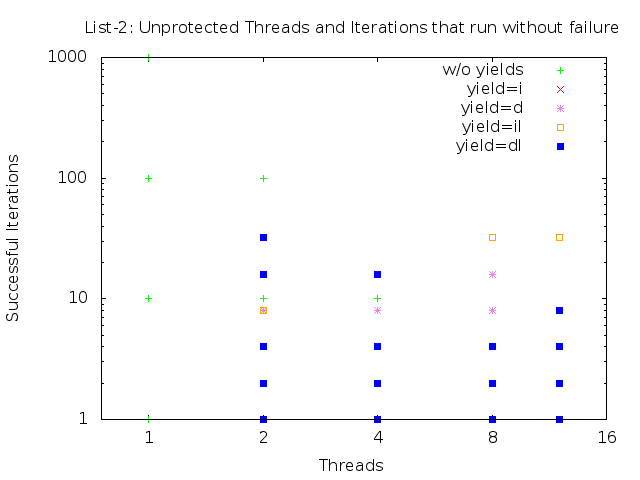 List-2: Unprotected Threads and Iterations that run without failure
1000
w/o yields
yield=i
yield=d
yield=il
yield=dl
100
Successful Iterations
10
1
1 2 4 8 16
Threads